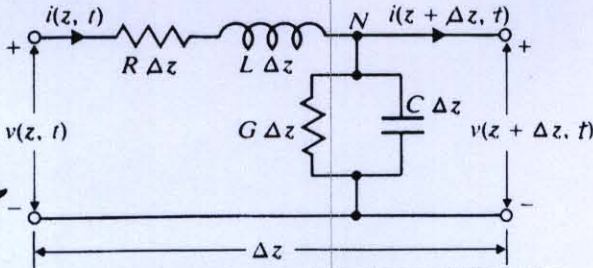 i(z, t) N i(z + Δz, t)
+ +
R Δz L Δz
G Δz C Δz
v(z, t) v(z + Δz, t)
− −
Δz